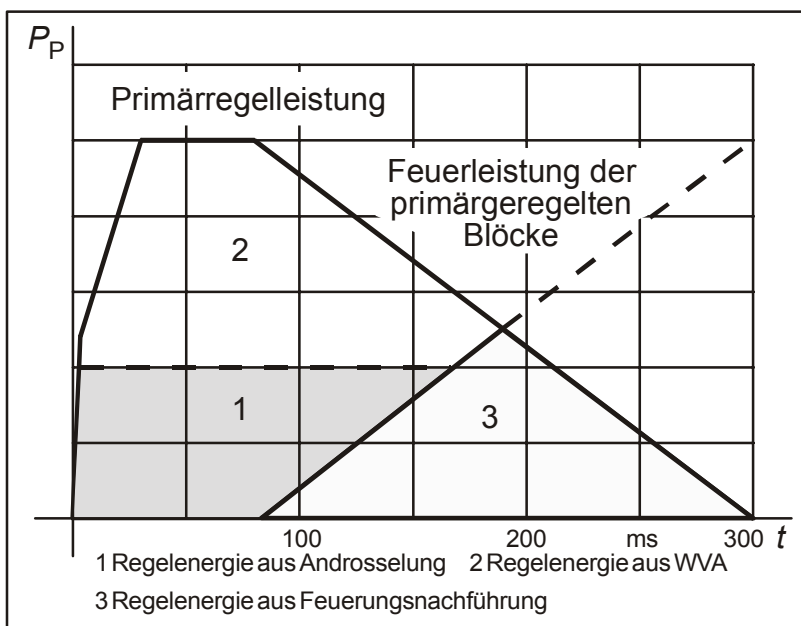 P_P
Primärregelleistung
Feuerleistung der
primärgeregelten
Blöcke
2
1
3
100 200 ms 300 t
1 Regelenergie aus Androsselung 2 Regelenergie aus WVA
3 Regelenergie aus Feuerungsnachführung